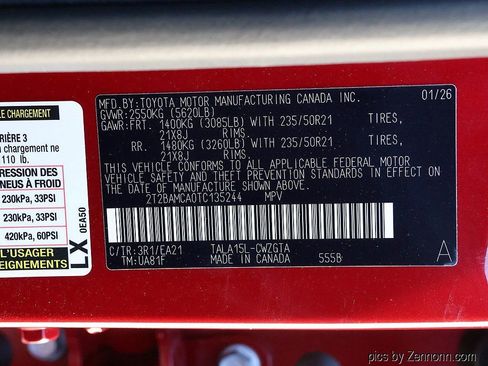 LE CHARGEMENT
RIÈRE 3
chargement ne
110 lb.
RESSION DES
NEUS À FROID
230kPa, 33PSI
230kPa, 33PSI
420kPa, 60PSI
L'USAGER
NSEIGNEMENTS
LX 0EA50
MFD.BY:TOYOTA MOTOR MANUFACTURING CANADA INC. 01/26
GVWR:2550KG (5620LB)
GAWR:FRT. 1400KG (3085LB) WITH 235/50R21 TIRES,
21X8J RIMS.
RR. 1480KG (3260LB) WITH 235/50R21 TIRES,
21X8J RIMS.
THIS VEHICLE CONFORMS TO ALL APPLICABLE FEDERAL MOTOR
VEHICLE SAFETY AND THEFT PREVENTION STANDARDS IN EFFECT ON
THE DATE OF MANUFACTURE SHOWN ABOVE.
2T2BAMCA0TC135244 MPV
C/TR:3R1/EA21 TALA15L-CWZGTA
TM:UA81F MADE IN CANADA 555B A
pics by Zennonn.com